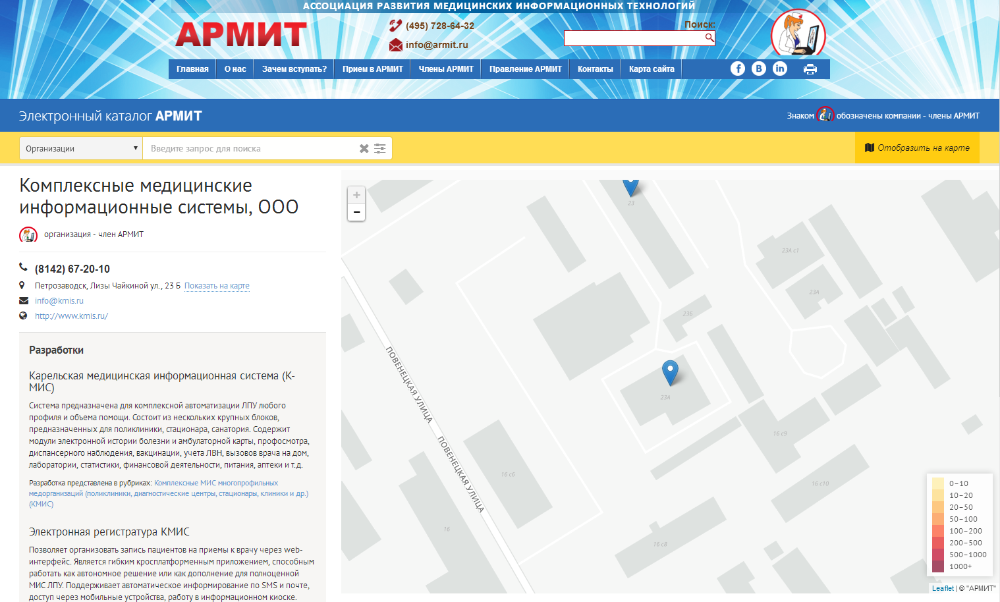 АССОЦИАЦИЯ РАЗВИТИЯ МЕДИЦИНСКИХ ИНФОРМАЦИОННЫХ ТЕХНОЛОГИЙ
АРМИТ
(495) 728-64-32
info@armit.ru
Поиск:
Главная О нас Зачем вступать? Прием в АРМИТ Члены АРМИТ Правление АРМИТ Контакты Карта сайта
f B in
Электронный каталог АРМИТ
Знаком обозначены компании - члены АРМИТ
Организации
Введите запрос для поиска
Отобразить на карте
Комплексные медицинские
информационные системы, ООО
организация - член АРМИТ
(8142) 67-20-10
Петрозаводск, Лизы Чайкиной ул., 23 Б Показать на карте
info@kmis.ru
http://www.kmis.ru/
Разработки
Карельская медицинская информационная система (К-
МИС)
Система предназначена для комплексной автоматизации ЛПУ любого
профиля и объема помощи. Состоит из нескольких крупных блоков,
предназначенных для поликлиники, стационара, санатория. Содержит
модули электронной истории болезни и амбулаторной карты, профосмотра,
диспансерного наблюдения, вакцинации, учета ЛВН, вызовов врача на дом,
лаборатории, статистики, финансовой деятельности, питания, аптеки и т.д.
Разработка представлена в рубриках: Комплексные МИС многопрофильных
медорганизаций (поликлиники, диагностические центры, стационары, клиники и др.)
(КМИС)
Электронная регистратура КМИС
Позволяет организовать запись пациентов на приемы к врачу через web-
интерфейс. Является гибким кросплатформенным приложением, способным
работать как автономное решение или как дополнение для полноценной
МИС ЛПУ. Поддерживает автоматическое информирование по SMS и почте,
доступ через мобильные устройства, работу в информационном киоске.
+
−
23
23А с1
23А
23Б
23А
ПОВЕНЕЦКАЯ УЛИЦА
ПОВЕНЕЦКАЯ УЛИЦА
16 с9
16 с6
16 с10
16
16 с8
0–10
10–20
20–50
50–100
100–200
200–500
500–1000
1000+
Leaflet | © "АРМИТ"